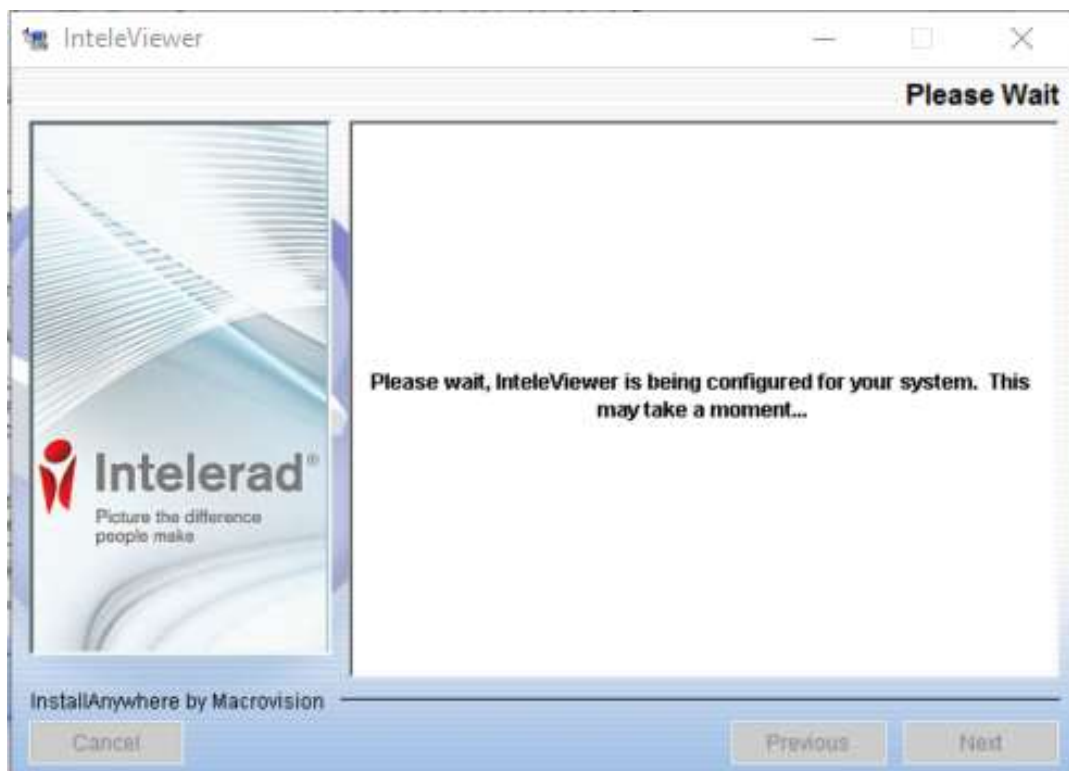 InteleViewer
Please Wait
Please wait, InteleViewer is being configured for your system.  This
may take a moment...
Intelerad®
Picture the difference
people make
InstallAnywhere by Macrovision
Cancel
Previous
Next